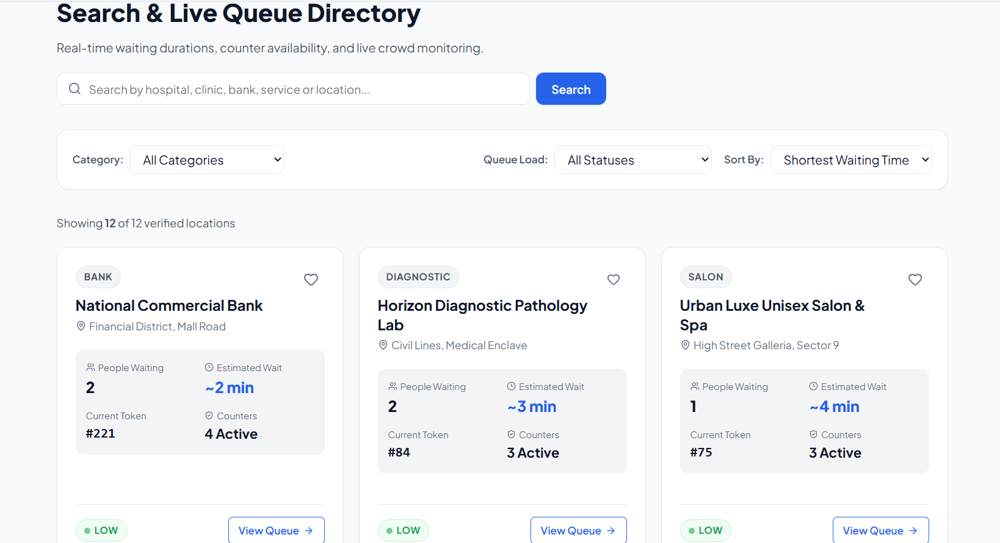 Search & Live Queue Directory
Real-time waiting durations, counter availability, and live crowd monitoring.
Search by hospital, clinic, bank, service or location...
Search
Category:
All Categories
Queue Load:
All Statuses
Sort By:
Shortest Waiting Time
Showing 12 of 12 verified locations
BANK
National Commercial Bank
Financial District, Mall Road
People Waiting
Estimated Wait
2
~2 min
Current Token
Counters
#221
4 Active
LOW
View Queue →
DIAGNOSTIC
Horizon Diagnostic Pathology
Lab
Civil Lines, Medical Enclave
People Waiting
Estimated Wait
2
~3 min
Current Token
Counters
#84
3 Active
LOW
View Queue →
SALON
Urban Luxe Unisex Salon &
Spa
High Street Galleria, Sector 9
People Waiting
Estimated Wait
1
~4 min
Current Token
Counters
#75
3 Active
LOW
View Queue →